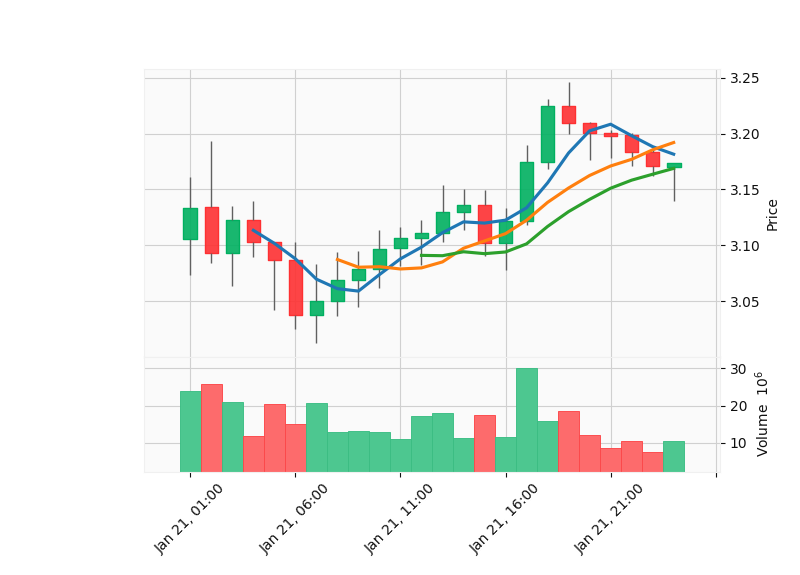 3.25
3.20
3.15
3.10
3.05
Price
30
20
10
Volume 10^6
Jan 21, 01:00
Jan 21, 06:00
Jan 21, 11:00
Jan 21, 16:00
Jan 21, 21:00